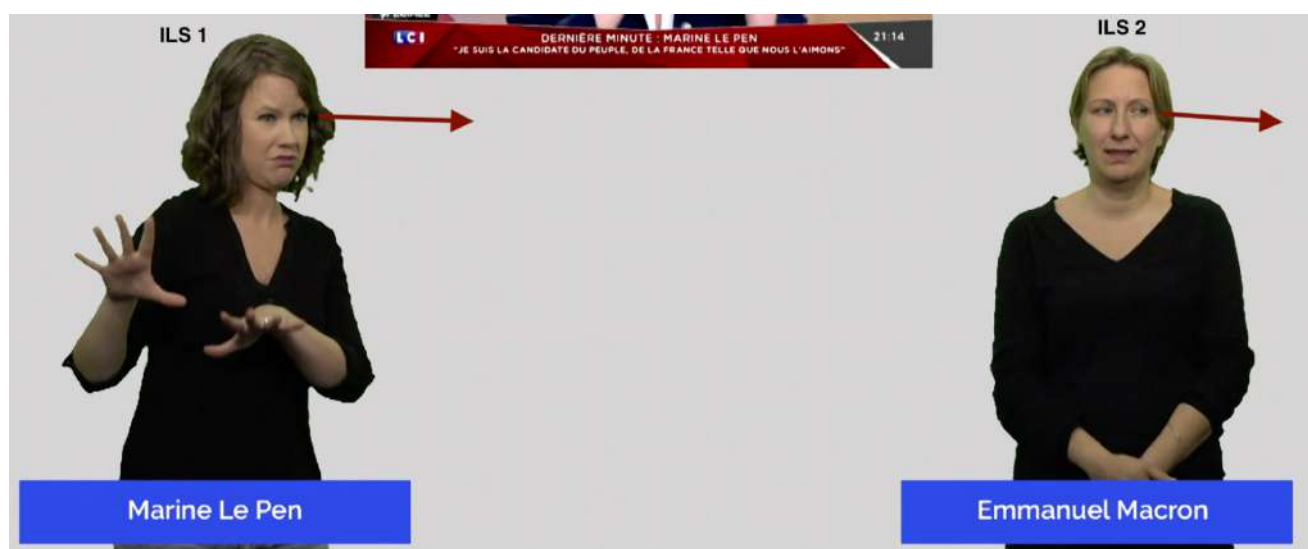 ILS 1
LCI
DERNIÈRE MINUTE : MARINE LE PEN
"JE SUIS LA CANDIDATE DU PEUPLE, DE LA FRANCE TELLE QUE NOUS L'AIMONS"
21:14
ILS 2
Marine Le Pen
Emmanuel Macron